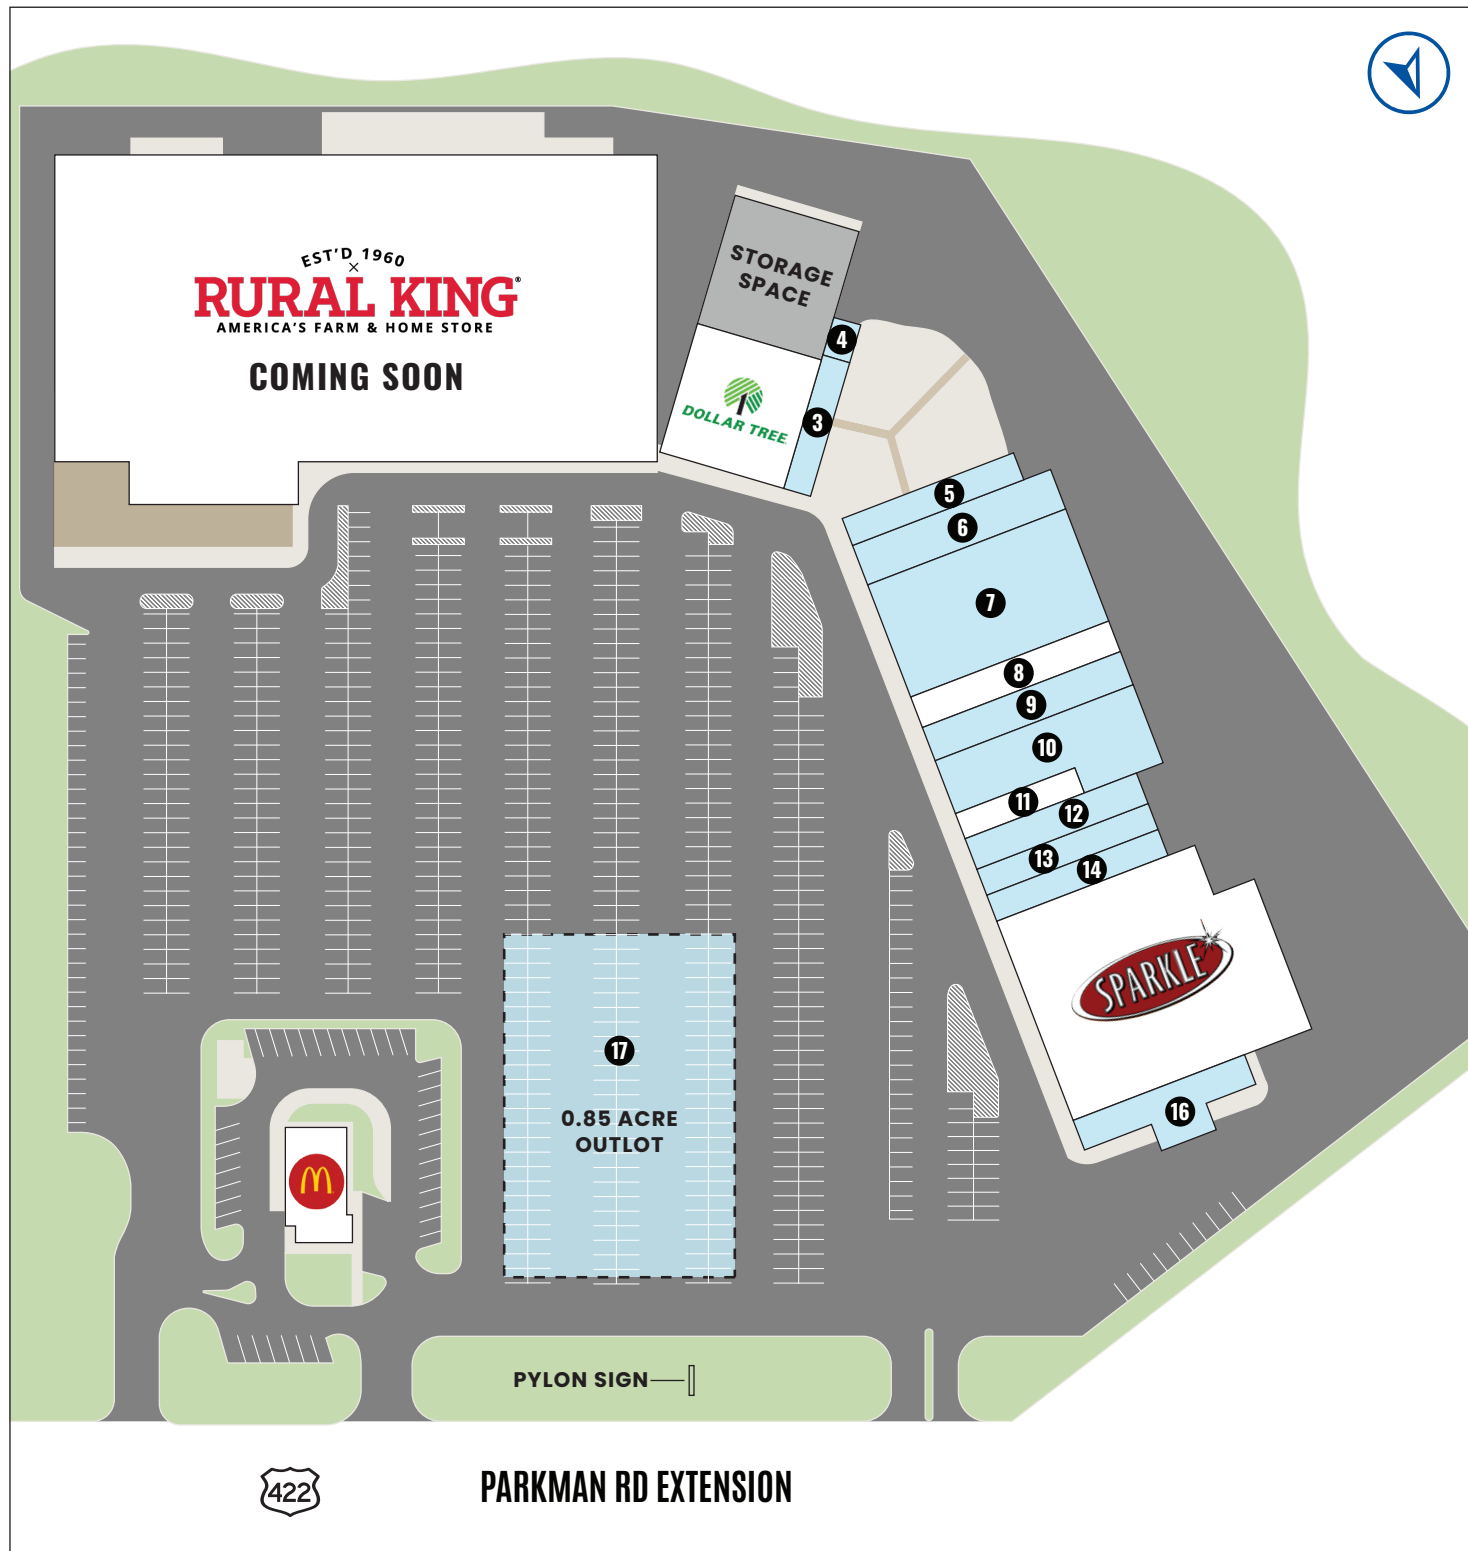 EST'D 1960
RURAL KING®
AMERICA'S FARM & HOME STORE
COMING SOON
STORAGE
SPACE
4
DOLLAR TREE
3
5
6
7
8
9
10
11
12
13
14
SPARKLE
16
17
0.85 ACRE
OUTLOT
M
PYLON SIGN
422
PARKMAN RD EXTENSION